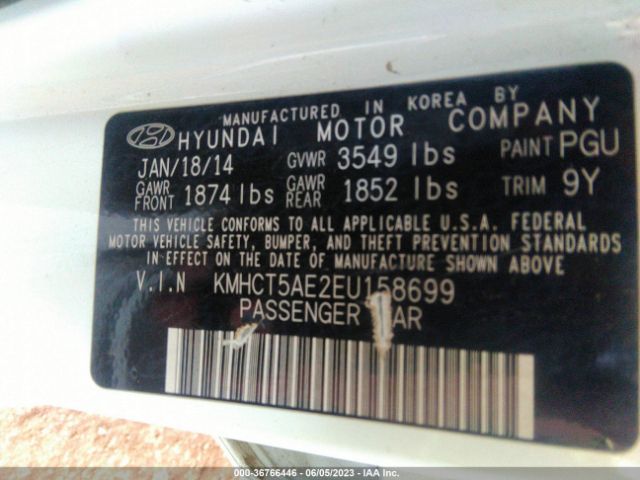 MANUFACTURED IN KOREA BY
HYUNDAI MOTOR COMPANY
JAN/18/14 GVWR 3549 lbs PAINT PGU
GAWR FRONT 1874 lbs GAWR REAR 1852 lbs TRIM 9Y
THIS VEHICLE CONFORMS TO ALL APPLICABLE U.S.A. FEDERAL
MOTOR VEHICLE SAFETY, BUMPER, AND THEFT PREVENTION STANDARDS
IN EFFECT ON THE DATE OF MANUFACTURE SHOWN ABOVE
V.I.N KMHCT5AE2EU158699
PASSENGER AR
000-36766446 - 06/05/2023 - IAA Inc.